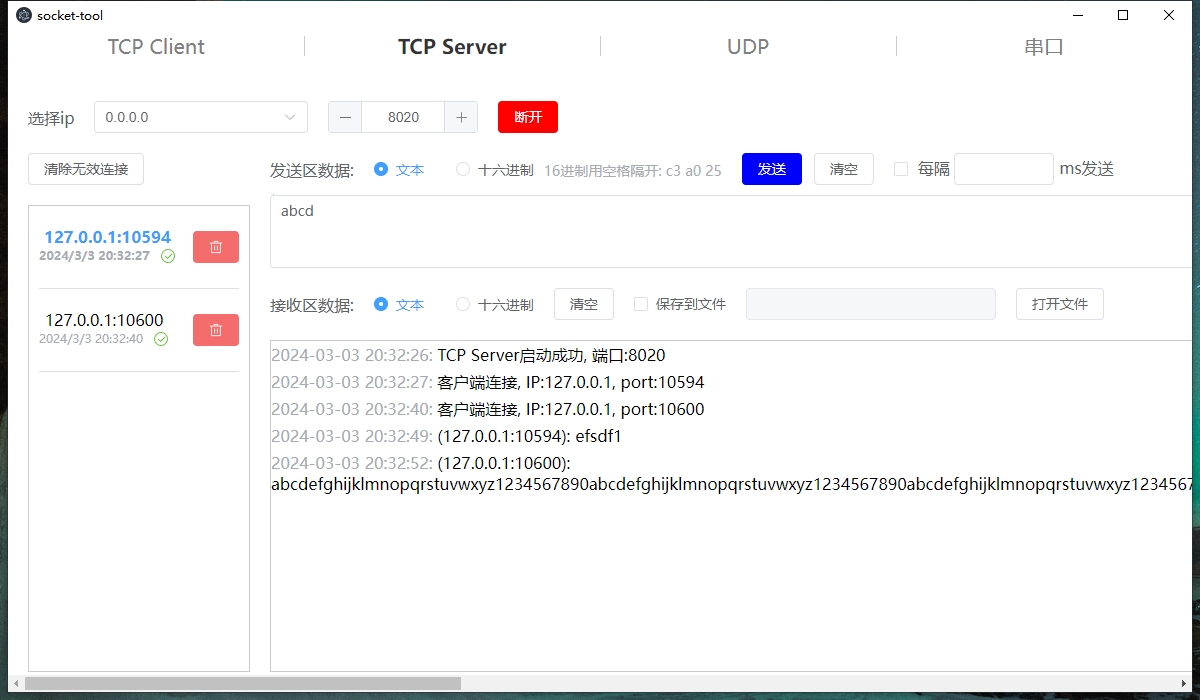 socket-tool
TCP Client
TCP Server
UDP
串口
选择ip
0.0.0.0
8020
断开
清除无效连接
发送区数据:
文本
十六进制
16进制用空格隔开: c3 a0 25
发送
清空
每隔
ms发送
abcd
127.0.0.1:10594
2024/3/3 20:32:27
127.0.0.1:10600
2024/3/3 20:32:40
接收区数据:
文本
十六进制
清空
保存到文件
打开文件
2024-03-03 20:32:26: TCP Server启动成功, 端口:8020
2024-03-03 20:32:27: 客户端连接, IP:127.0.0.1, port:10594
2024-03-03 20:32:40: 客户端连接, IP:127.0.0.1, port:10600
2024-03-03 20:32:49: (127.0.0.1:10594): efsdf1
2024-03-03 20:32:52: (127.0.0.1:10600):
abcdefghijklmnopqrstuvwxyz1234567890abcdefghijklmnopqrstuvwxyz1234567890abcdefghijklmnopqrstuvwxyz1234567